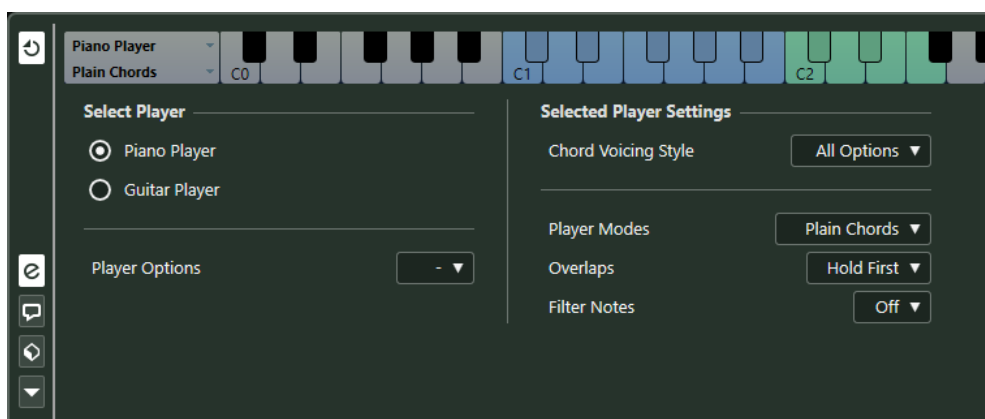 Piano Player
Plain Chords
C0
C1
C2
Select Player
Piano Player
Guitar Player
Player Options
-
Selected Player Settings
Chord Voicing Style
All Options
Player Modes
Plain Chords
Overlaps
Hold First
Filter Notes
Off